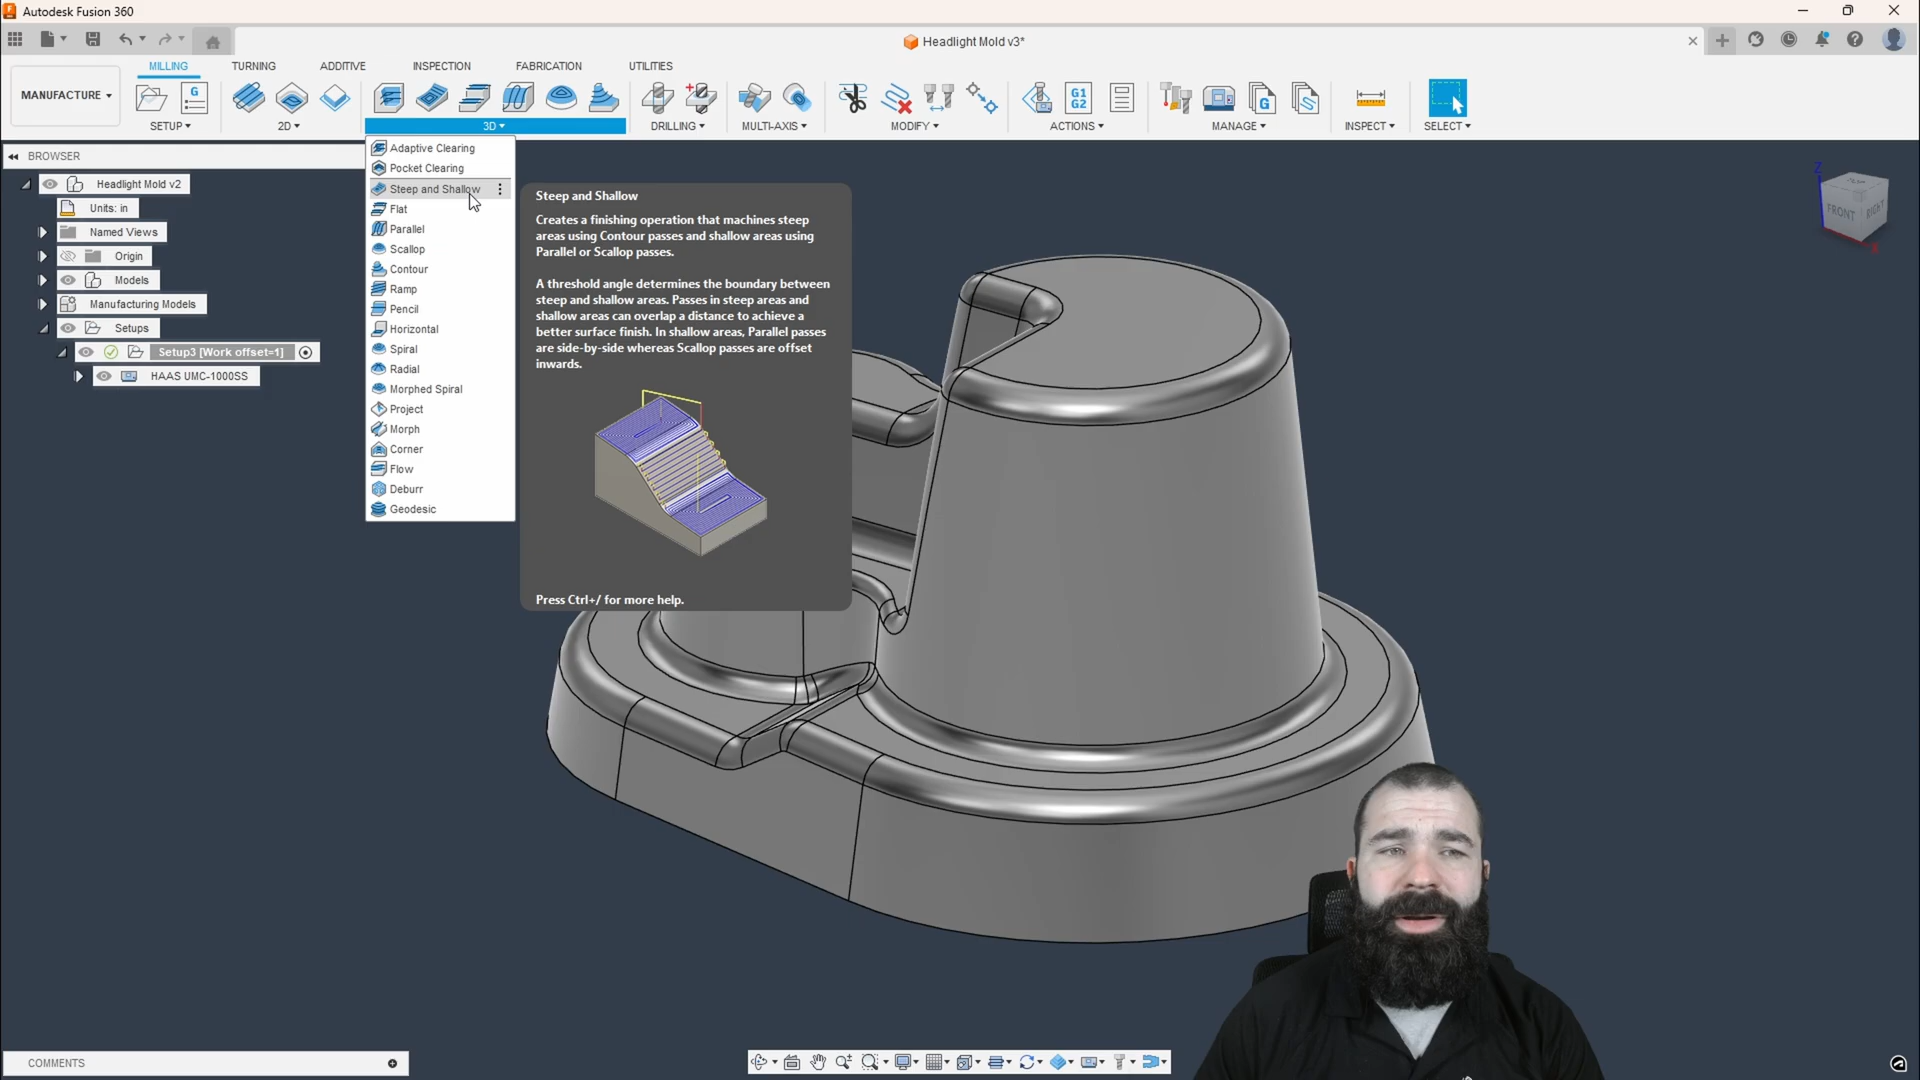 Autodesk Fusion 360
Headlight Mold v3*
MILLING TURNING ADDITIVE INSPECTION FABRICATION UTILITIES
MANUFACTURE
SETUP 2D 3D DRILLING MULTI-AXIS MODIFY ACTIONS MANAGE INSPECT SELECT
G
G1
G2
G
S
BROWSER
Headlight Mold v2
Units: in
Named Views
Origin
Models
Manufacturing Models
Setups
Setup3 [Work offset=1]
HAAS UMC-1000SS
Adaptive Clearing
Pocket Clearing
Steep and Shallow
Flat
Parallel
Scallop
Contour
Ramp
Pencil
Horizontal
Spiral
Radial
Morphed Spiral
Project
Morph
Corner
Flow
Deburr
Geodesic
Steep and Shallow
Creates a finishing operation that machines steep
areas using Contour passes and shallow areas using
Parallel or Scallop passes.
A threshold angle determines the boundary between
steep and shallow areas. Passes in steep areas and
shallow areas can overlap a distance to achieve a
better surface finish. In shallow areas, Parallel passes
are side-by-side whereas Scallop passes are offset
inwards.
Press Ctrl+/ for more help.
Z
FRONT
RIGHT
X
COMMENTS